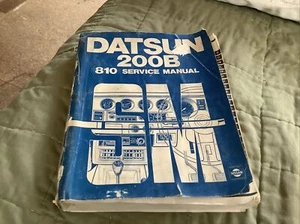 DATSUN
200B
810 SERVICE MANUAL
SM